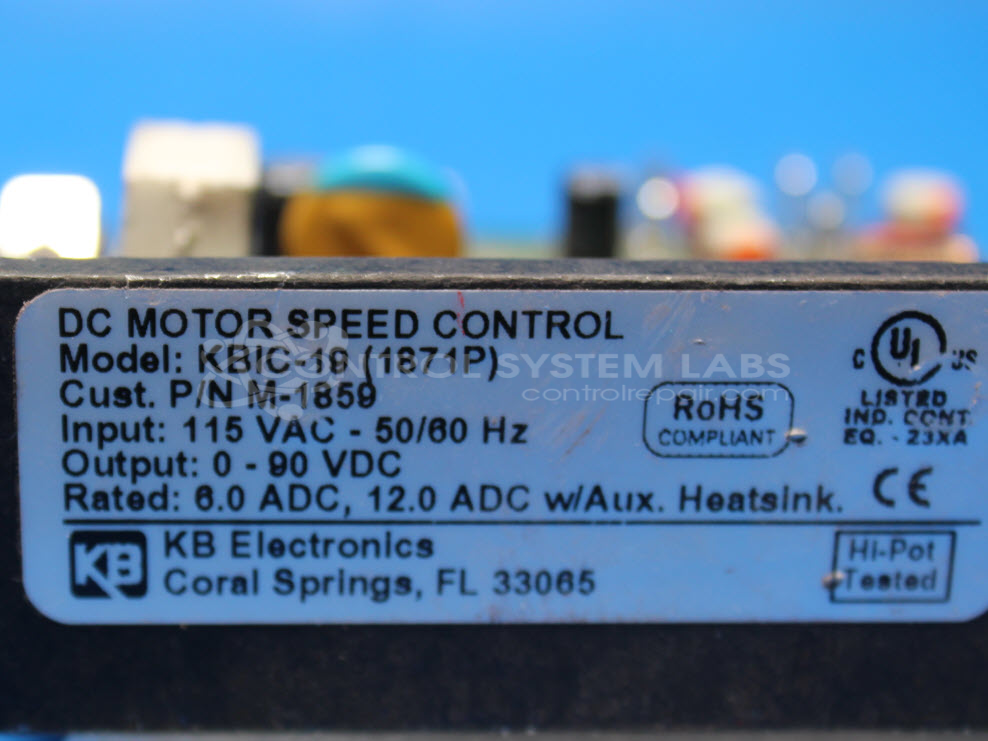 DC MOTOR SPEED CONTROL
Model: KBIC-19 (1871P)
Cust. P/N M-1859
Input: 115 VAC - 50/60 Hz
Output: 0 - 90 VDC
Rated: 6.0 ADC, 12.0 ADC w/Aux. Heatsink.
CONTROL SYSTEM LABS
controlrepair.com
RoHS
COMPLIANT
C UL US
LISTED
IND. CONT.
EQ. - 23XA
CE
KB
KB Electronics
Coral Springs, FL 33065
Hi-Pot
Tested